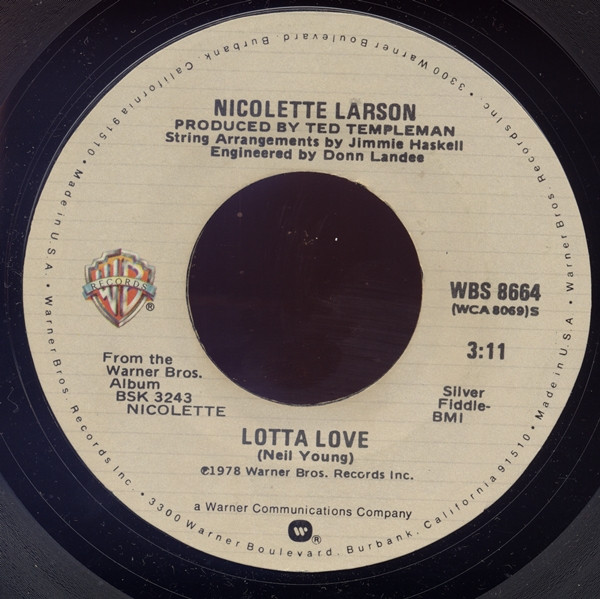 NICOLETTE LARSON
PRODUCED BY TED TEMPLEMAN
String Arrangements by Jimmie Haskell
Engineered by Donn Landee
WB
RECORDS
®
WBS 8664
(WCA 8069)S
3:11
From the
Warner Bros.
Album
BSK 3243
NICOLETTE
Silver
Fiddle-
BMI
LOTTA LOVE
(Neil Young)
℗1978 Warner Bros. Records Inc.
a Warner Communications Company
W ®
Made in U.S.A. • Warner Bros. Records Inc. • 3300 Warner Boulevard, Burbank, California 91510 • Made in U.S.A. • Warner Bros. Records Inc. • 3300 Warner Boulevard, Burbank, California 91510 •